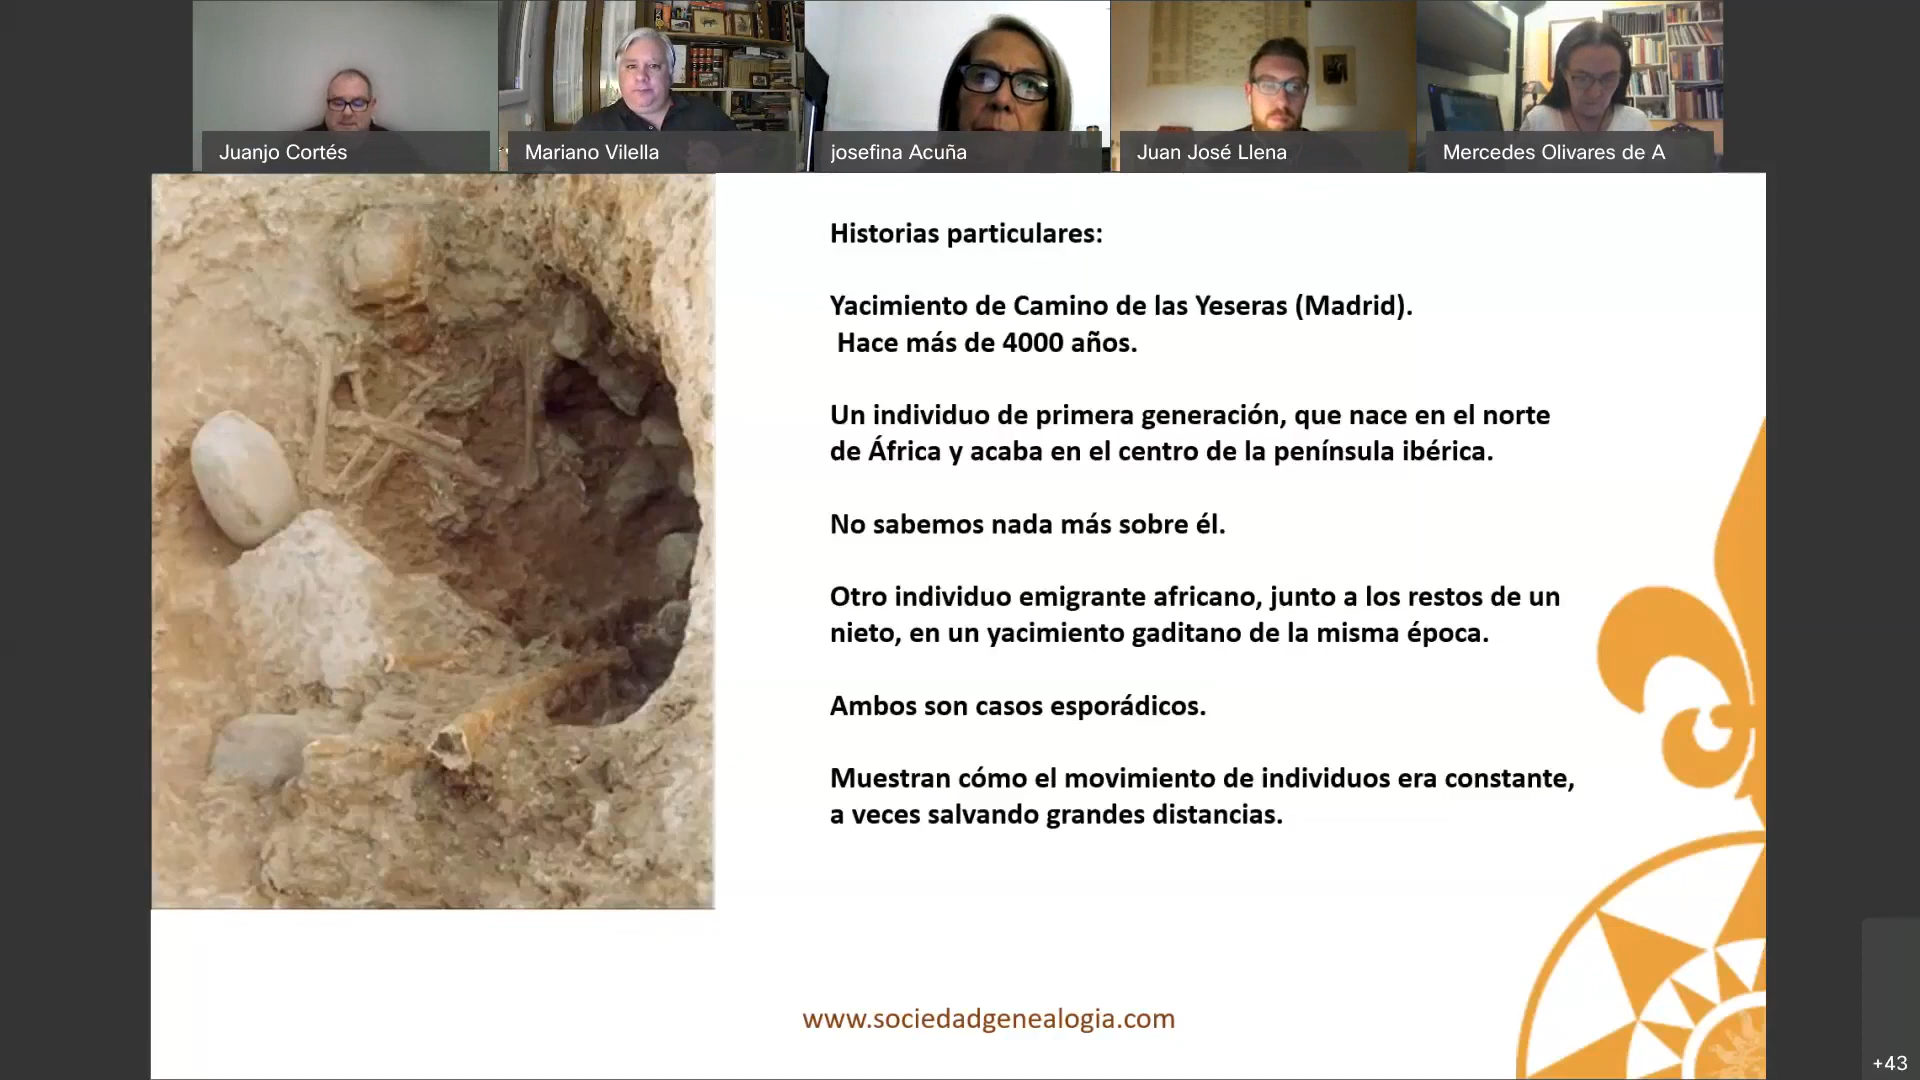 Juanjo Cortés
Mariano Vilella
josefina Acuña
Juan José Llena
Mercedes Olivares de A
Historias particulares:
Yacimiento de Camino de las Yeseras (Madrid).
Hace más de 4000 años.
Un individuo de primera generación, que nace en el norte
de África y acaba en el centro de la península ibérica.
No sabemos nada más sobre él.
Otro individuo emigrante africano, junto a los restos de un
nieto, en un yacimiento gaditano de la misma época.
Ambos son casos esporádicos.
Muestran cómo el movimiento de individuos era constante,
a veces salvando grandes distancias.
www.sociedadgenealogia.com
+43